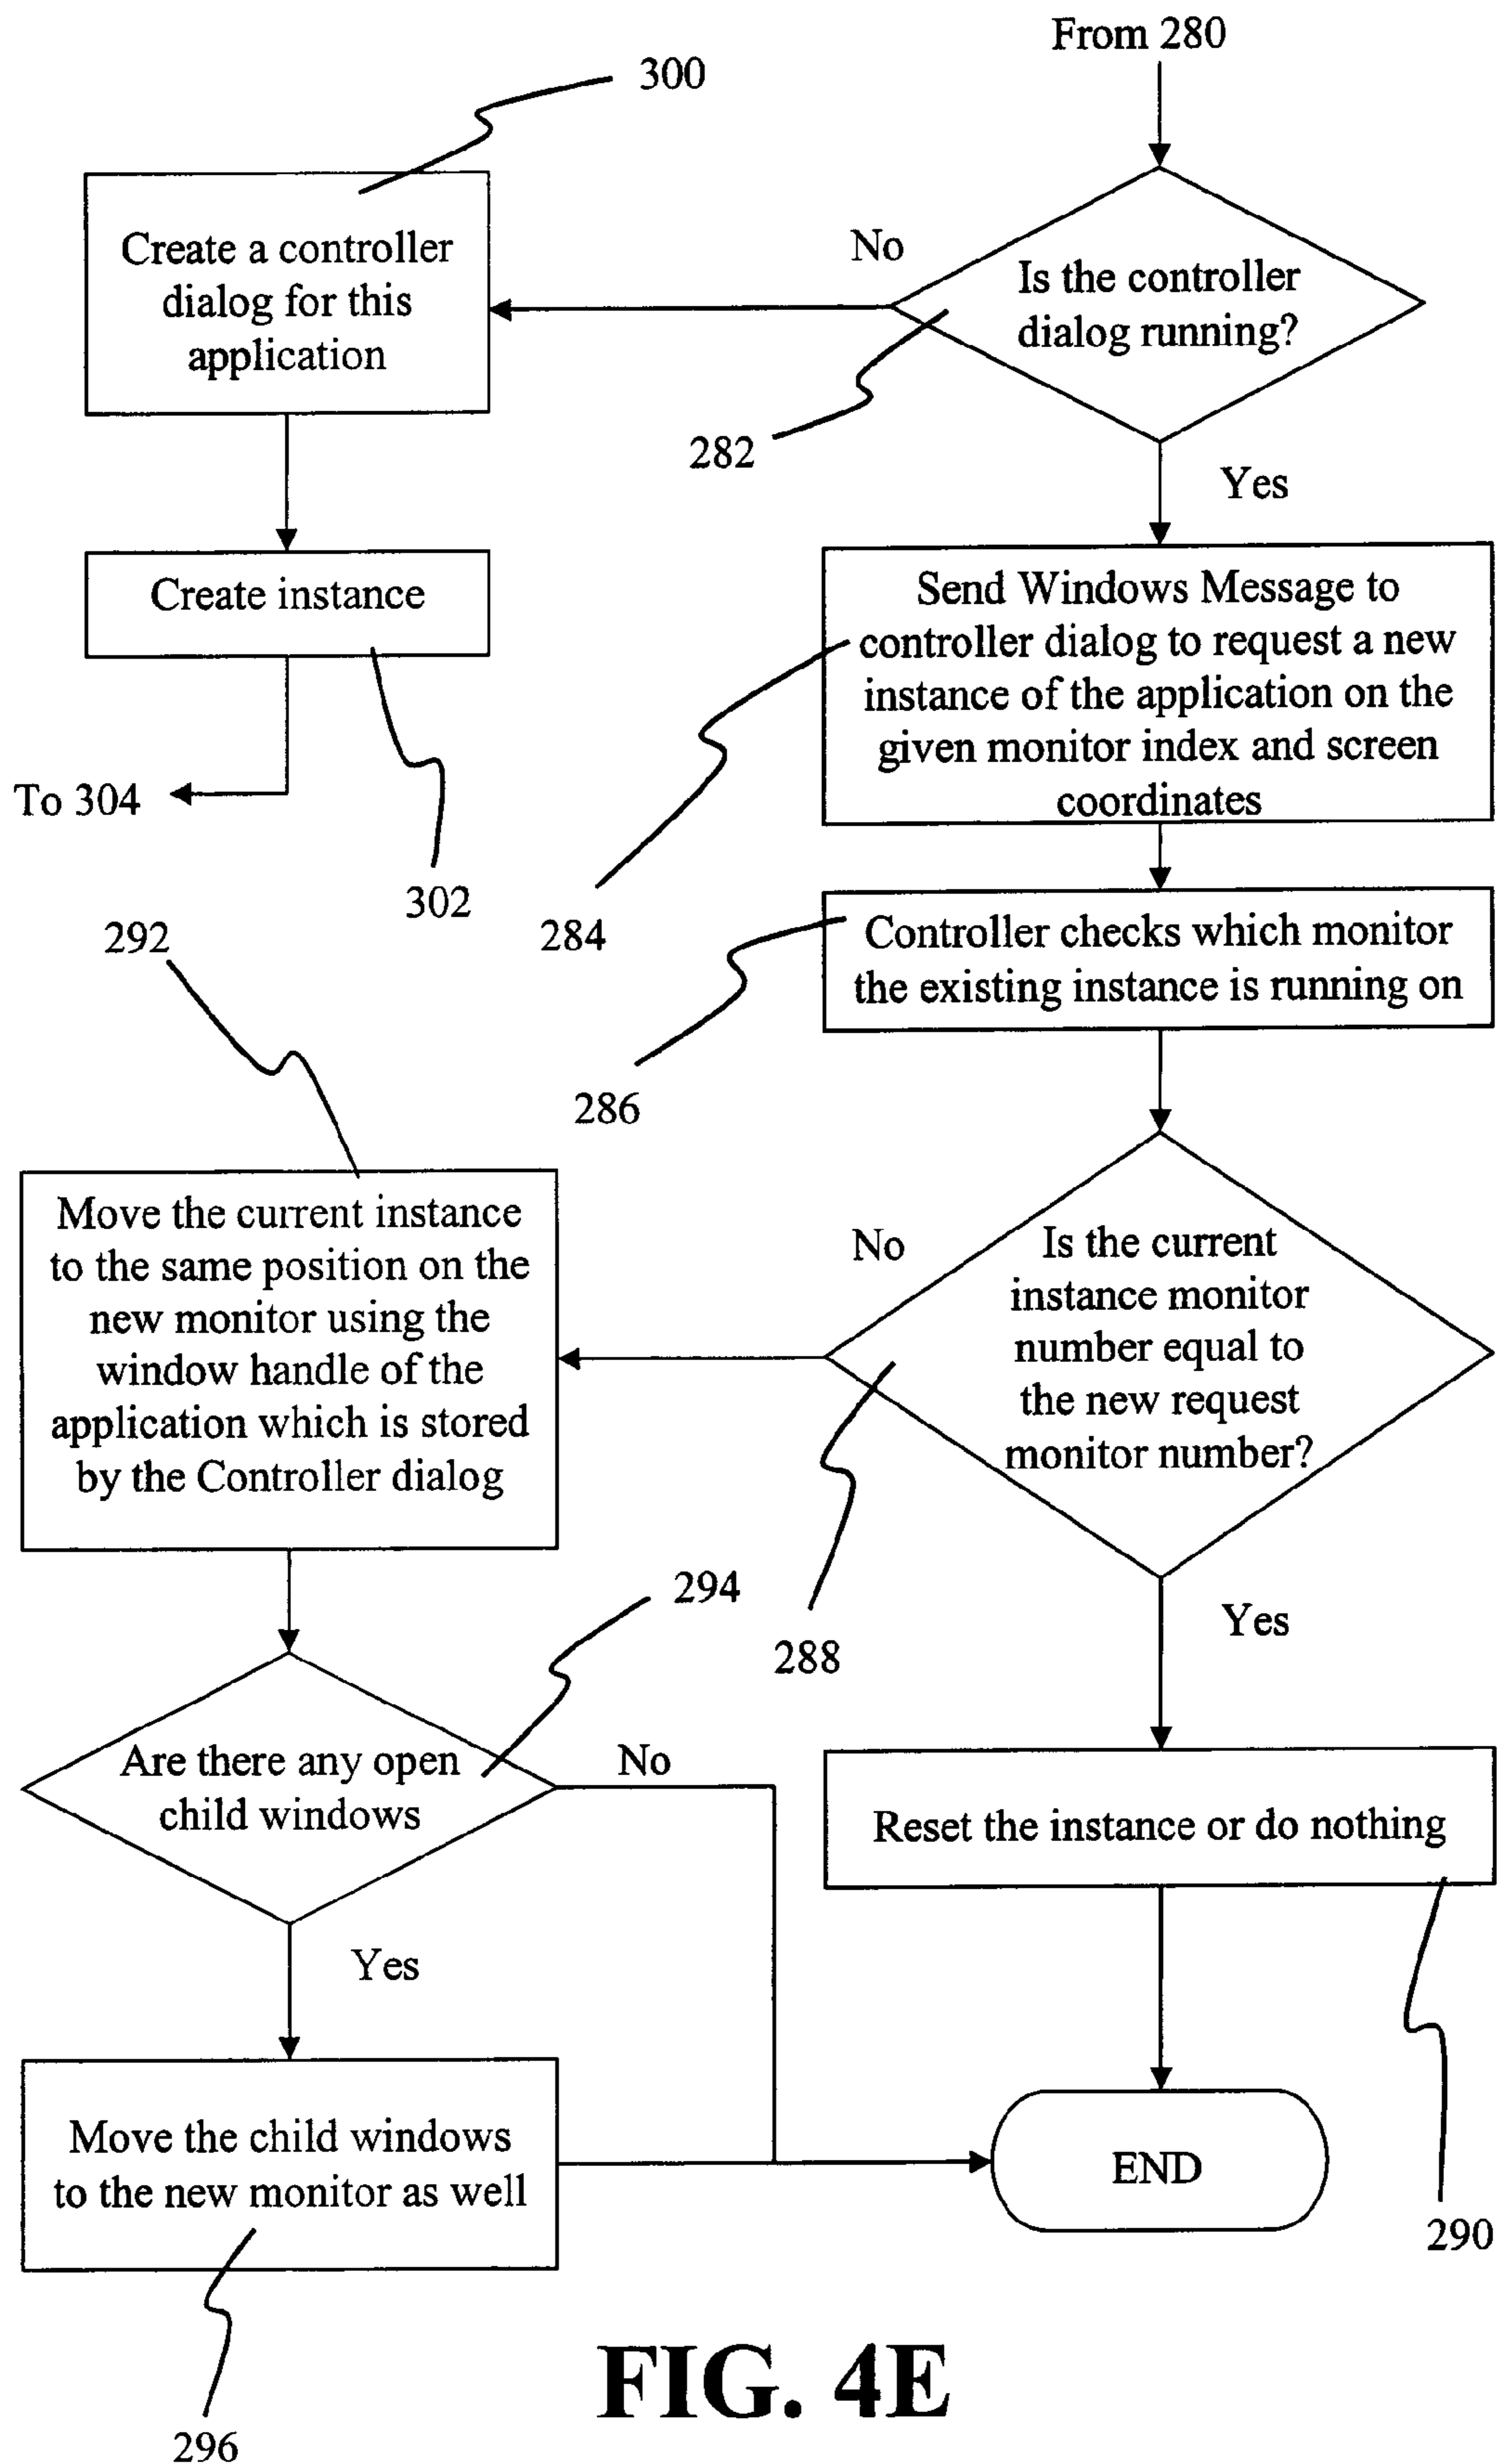 From 280
300
Create a controller
dialog for this
application
No
Is the controller
dialog running?
282
Yes
Create instance
To 304
302
Send Windows Message to
controller dialog to request a new
instance of the application on the
given monitor index and screen
coordinates
284
Controller checks which monitor
the existing instance is running on
286
292
Move the current instance
to the same position on the
new monitor using the
window handle of the
application which is stored
by the Controller dialog
No
Is the current
instance monitor
number equal to
the new request
monitor number?
288
Yes
294
Are there any open
child windows
No
Yes
Reset the instance or do nothing
290
Move the child windows
to the new monitor as well
296
END
FIG. 4E